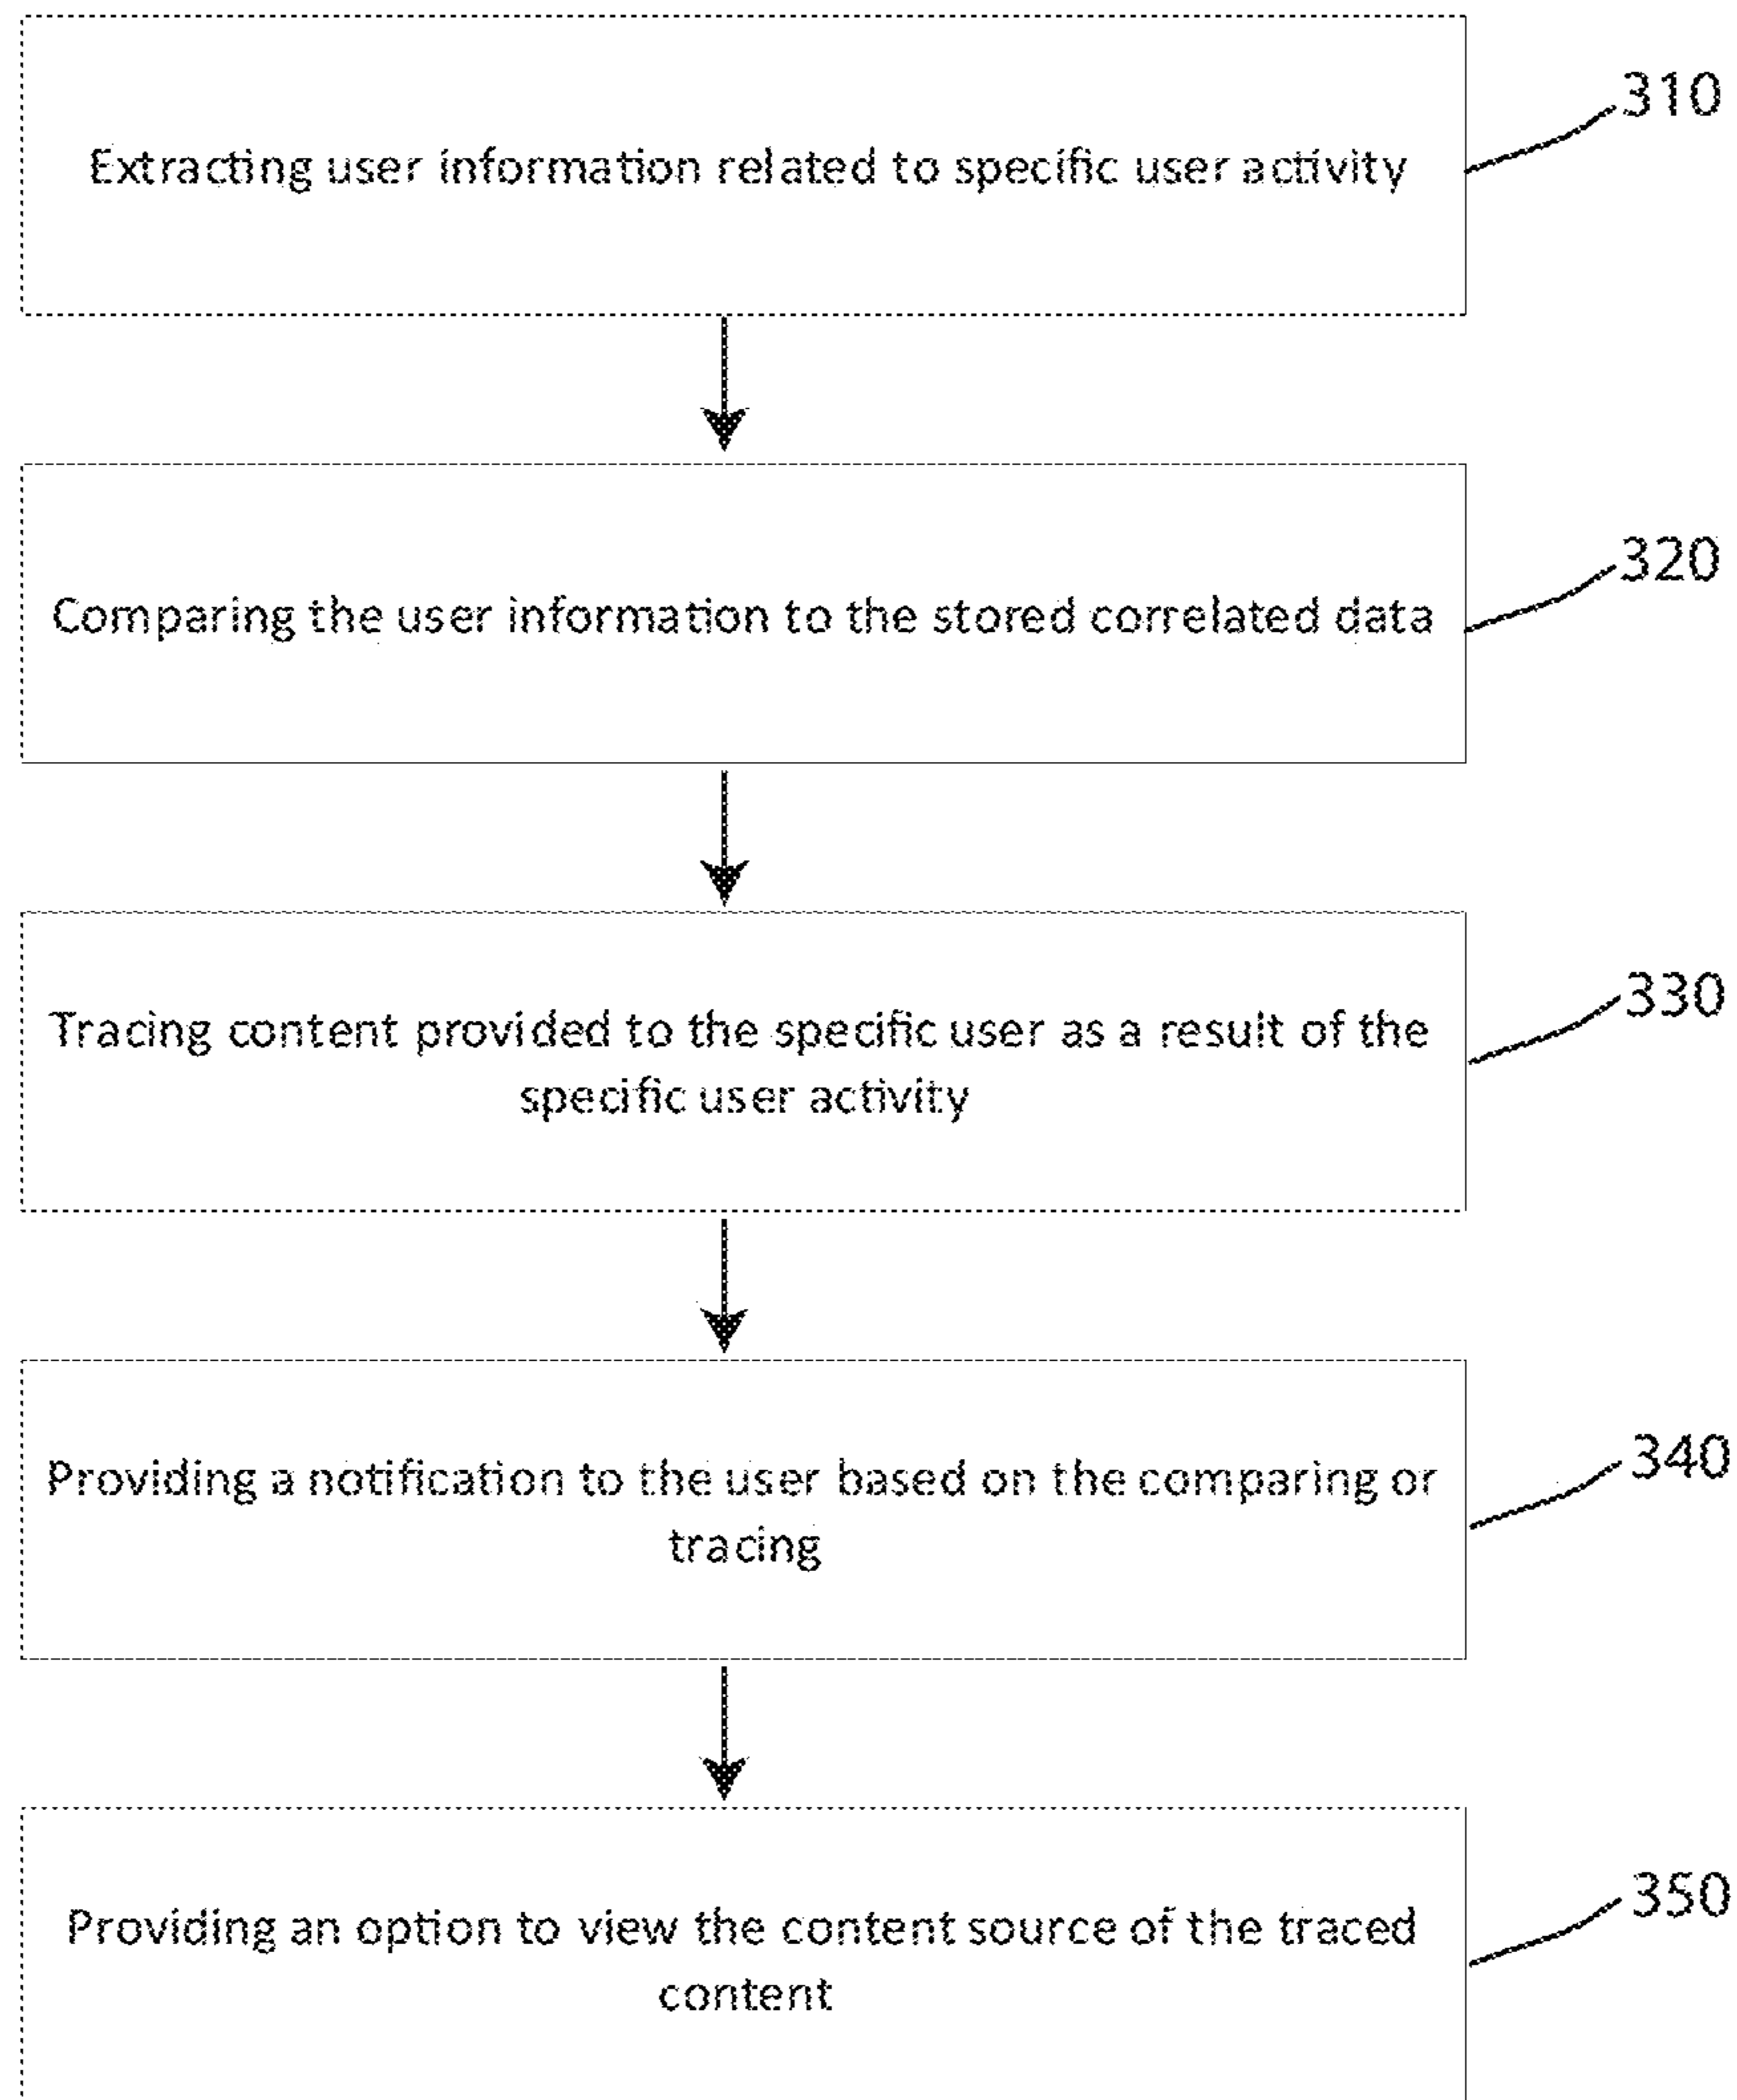 310
Extracting user information related to specific user activity
320
Comparing the user information to the stored correlated data
330
Tracing content provided to the specific user as a result of the
specific user activity
340
Providing a notification to the user based on the comparing or
tracing
350
Providing an option to view the content source of the traced
content